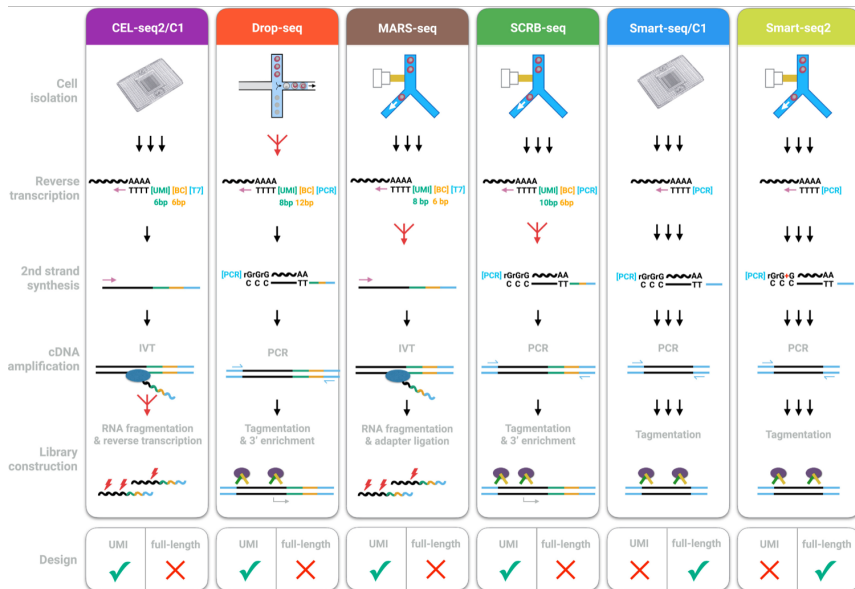 CEL-seq2/C1 Drop-seq MARS-seq SCRB-seq Smart-seq/C1 Smart-seq2
Cell
isolation
Reverse
transcription
AAAA AAAA AAAA AAAA AAAA AAAA
TTTT [UMI] [BC] [T7] TTTT [UMI] [BC] [PCR] TTTT [UMI] [BC] [T7] TTTT [UMI] [BC] [PCR] TTTT [PCR] TTTT [PCR]
6bp 6bp 8bp 12bp 8 bp 6 bp 10bp 6bp
2nd strand
synthesis
[PCR] rGrGrG AA [PCR] rGrGrG AA [PCR] rGrGrG AA [PCR] rGrG+G AA
C C C TT C C C TT C C C TT C C C TT
cDNA
amplification
IVT PCR IVT PCR PCR PCR
Library
construction
RNA fragmentation
& reverse transcription
Tagmentation
& 3' enrichment
RNA fragmentation
& adapter ligation
Tagmentation
& 3' enrichment
Tagmentation
Tagmentation
Design
UMI full-length UMI full-length UMI full-length UMI full-length UMI full-length UMI full-length